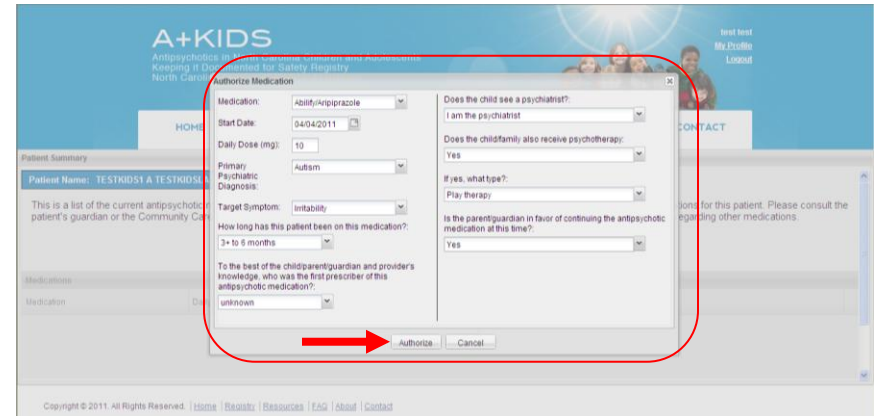 A+KIDS
Antipsychotics in North Carolina Children and Adolescents
Keeping it Documented for Safety Registry
North Caroli
test test
My Profile
Logout
HOME
CONTACT
Patient Summary
Patient Name: TESTKIDS1 A TESTKIDSL
This is a list of the current antipsychotic
patient's guardian or the Community Car
ions for this patient. Please consult the
egarding other medications.
Medications
Medication
Authorize Medication
Medication: Abilify/Aripiprazole
Start Date: 04/04/2011
Daily Dose (mg): 10
Primary
Psychiatric
Diagnosis:
Autism
Target Symptom: Irritability
How long has this patient been on this medication?:
3+ to 6 months
To the best of the child/parent/guardian and provider's
knowledge, who was the first prescriber of this
antipsychotic medication?:
unknown
Does the child see a psychiatrist?:
I am the psychiatrist
Does the child/family also receive psychotherapy:
Yes
If yes, what type?:
Play therapy
Is the parent/guardian in favor of continuing the antipsychotic
medication at this time?:
Yes
Authorize
Cancel
Copyright © 2011. All Rights Reserved. | Home | Registry | Resources | FAQ | About | Contact